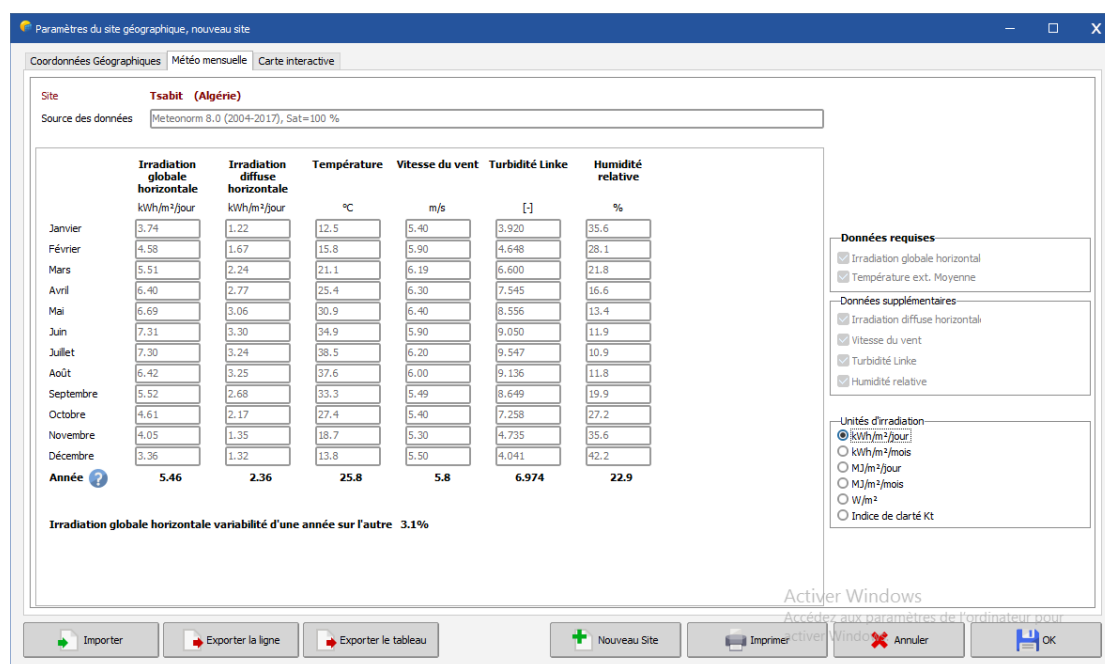 Paramètres du site géographique, nouveau site
Coordonnées Géographiques Météo mensuelle Carte interactive
Site Tsabit (Algérie)
Source des données Meteonorm 8.0 (2004-2017), Sat=100 %
Irradiation globale horizontale Irradiation diffuse horizontale Température Vitesse du vent Turbidité Linke Humidité relative
kWh/m²/jour kWh/m²/jour °C m/s [-] %
Janvier 3.74 1.22 12.5 5.40 3.920 35.6
Février 4.58 1.67 15.8 5.90 4.648 28.1
Mars 5.51 2.24 21.1 6.19 6.600 21.8
Avril 6.40 2.77 25.4 6.30 7.545 16.6
Mai 6.69 3.06 30.9 6.40 8.556 13.4
Juin 7.31 3.30 34.9 5.90 9.050 11.9
Juillet 7.30 3.24 38.5 6.20 9.547 10.9
Août 6.42 3.25 37.6 6.00 9.136 11.8
Septembre 5.52 2.68 33.3 5.49 8.649 19.9
Octobre 4.61 2.17 27.4 5.40 7.258 27.2
Novembre 4.05 1.35 18.7 5.30 4.735 35.6
Décembre 3.36 1.32 13.8 5.50 4.041 42.2
Année ? 5.46 2.36 25.8 5.8 6.974 22.9
Irradiation globale horizontale variabilité d'une année sur l'autre 3.1%
Données requises
Irradiation globale horizontal
Température ext. Moyenne
Données supplémentaires
Irradiation diffuse horizontal
Vitesse du vent
Turbidité Linke
Humidité relative
Unités d'irradiation
kWh/m²/jour
kWh/m²/mois
MJ/m²/jour
MJ/m²/mois
W/m²
Indice de clarté Kt
Activer Windows
Accédez aux paramètres de l'ordinateur pour
activer Windows
Importer Exporter la ligne Exporter le tableau Nouveau Site Imprimer Annuler OK